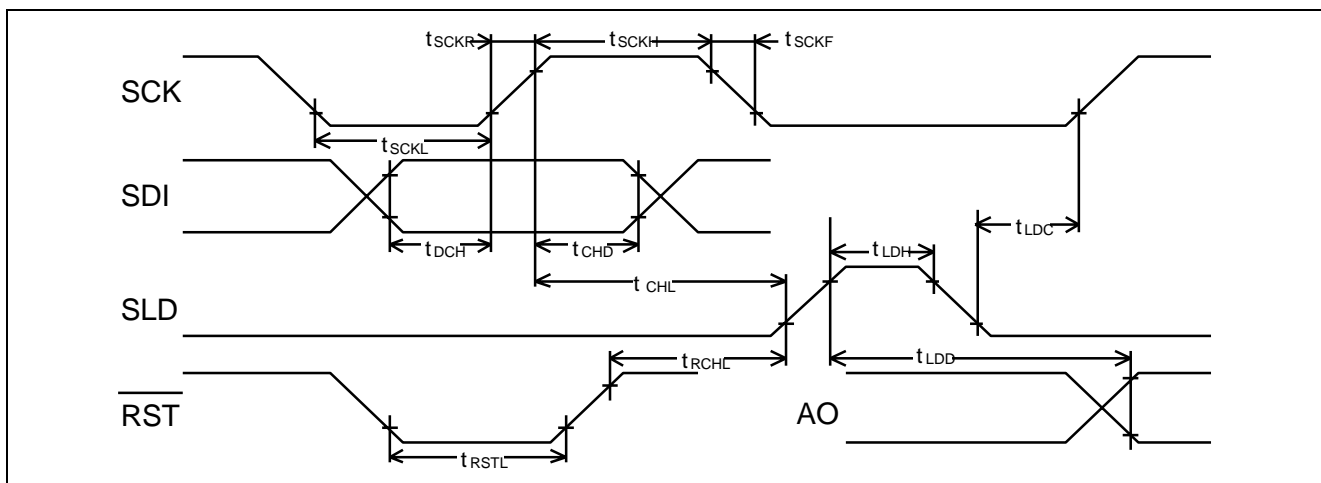 tSCKR tSCKH tSCKF
SCK
tSCKL
SDI
tDCH tCHD tLDC
tLDH
tCHL
SLD
tRCHL tLDD
RST AO
tRSTL